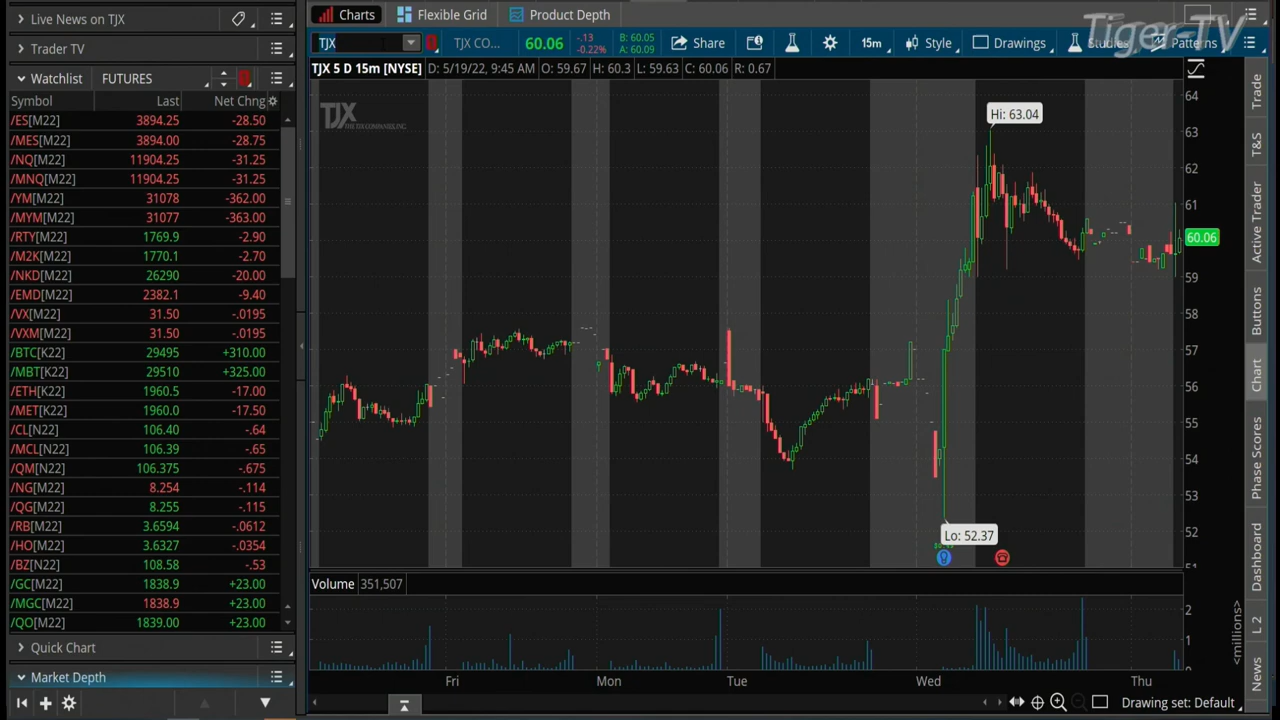 Live News on TJX
Trader TV
Watchlist FUTURES
Symbol Last Net Chng
/ES[M22] 3894.25 -28.50
/MES[M22] 3894.00 -28.75
/NQ[M22] 11904.25 -31.25
/MNQ[M22] 11904.25 -31.25
/YM[M22] 31078 -362.00
/MYM[M22] 31077 -363.00
/RTY[M22] 1769.9 -2.90
/M2K[M22] 1770.1 -2.70
/NKD[M22] 26290 -20.00
/EMD[M22] 2382.1 -9.40
/VX[M22] 31.50 -.0195
/VXM[M22] 31.50 -.0195
/BTC[K22] 29495 +310.00
/MBT[K22] 29510 +325.00
/ETH[K22] 1960.5 -17.00
/MET[K22] 1960.0 -17.50
/CL[N22] 106.40 -.64
/MCL[N22] 106.39 -.65
/QM[N22] 106.375 -.675
/NG[M22] 8.254 -.114
/QG[M22] 8.255 -.115
/RB[M22] 3.6594 -.0612
/HO[M22] 3.6327 -.0354
/BZ[N22] 108.58 -.53
/GC[M22] 1838.9 +23.00
/MGC[M22] 1838.9 +23.00
/QO[M22] 1839.00 +23.00
Quick Chart
Market Depth
Charts Flexible Grid Product Depth
Tiger-TV
TJX TJX CO... 60.06 -.13 -0.22% B: 60.05 A: 60.09 Share 15m Style Drawings Studies Patterns
TJX 5 D 15m [NYSE] D: 5/19/22, 9:45 AM O: 59.67 H: 60.3 L: 59.63 C: 60.06 R: 0.67
TJX THE TJX COMPANIES, INC.
Hi: 63.04
Lo: 52.37
64
63
62
61
60.06
59
58
57
56
55
54
53
52
51
Volume 351,507
2
1
0
<millions>
Fri Mon Tue Wed Thu
Drawing set: Default
Trade
T&S
Active Trader
Buttons
Chart
Phase Scores
Dashboard
L 2
News